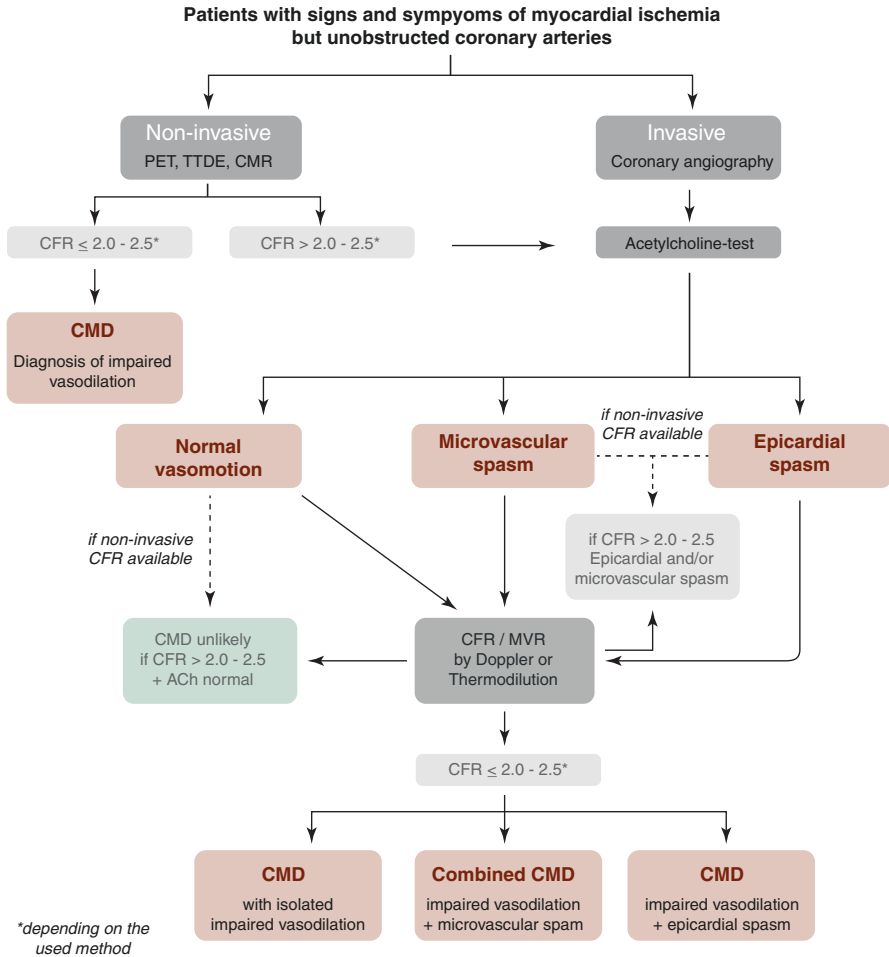 Patients with signs and sympyoms of myocardial ischemia
but unobstructed coronary arteries
Non-invasive
PET, TTDE, CMR
Invasive
Coronary angiography
CFR ≤ 2.0 - 2.5*
CFR > 2.0 - 2.5*
Acetylcholine-test
CMD
Diagnosis of impaired
vasodilation
Normal
vasomotion
Microvascular
spasm
if non-invasive
CFR available
Epicardial
spasm
if non-invasive
CFR available
if CFR > 2.0 - 2.5
Epicardial and/or
microvascular spasm
CMD unlikely
if CFR > 2.0 - 2.5
+ ACh normal
CFR / MVR
by Doppler or
Thermodilution
CFR ≤ 2.0 - 2.5*
CMD
with isolated
impaired vasodilation
Combined CMD
impaired vasodilation
+ microvascular spam
CMD
impaired vasodilation
+ epicardial spasm
*depending on the
used method